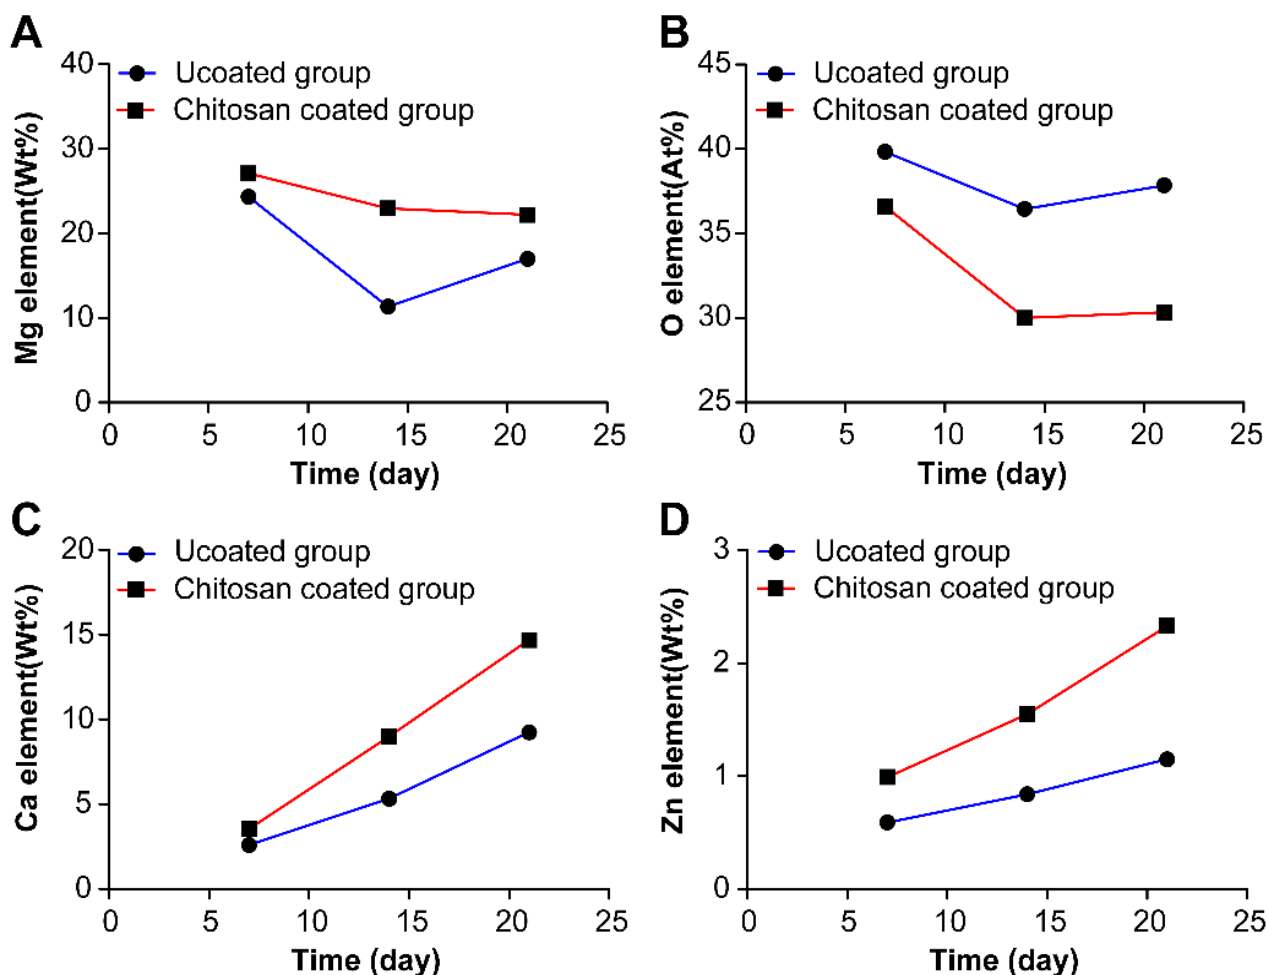 A
Ucoated group
Chitosan coated group
Mg element(Wt%)
40
30
20
10
0
0 5 10 15 20 25
Time (day)
B
Ucoated group
Chitosan coated group
O element(At%)
45
40
35
30
25
0 5 10 15 20 25
Time (day)
C
Ucoated group
Chitosan coated group
Ca element(Wt%)
20
15
10
5
0
0 5 10 15 20 25
Time (day)
D
Ucoated group
Chitosan coated group
Zn element(Wt%)
3
2
1
0
0 5 10 15 20 25
Time (day)